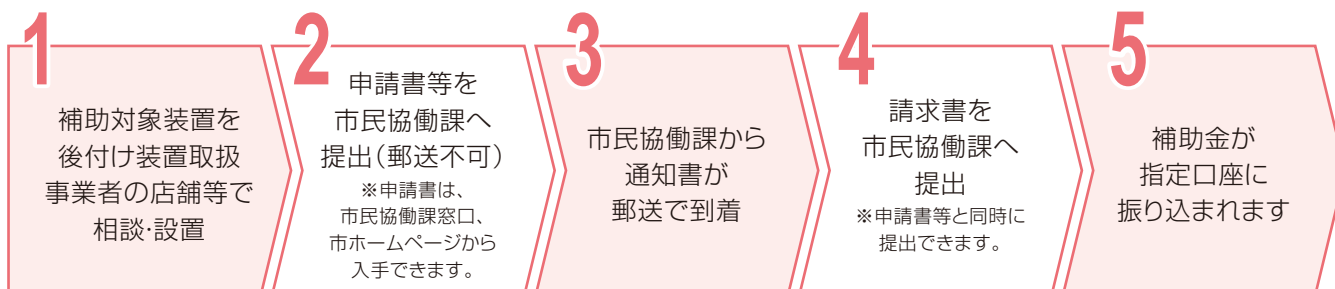 1
補助対象装置を
後付け装置取扱
事業者の店舗等で
相談・設置
2
申請書等を
市民協働課へ
提出(郵送不可)
※申請書は、
市民協働課窓口、
市ホームページから
入手できます。
3
市民協働課から
通知書が
郵送で到着
4
請求書を
市民協働課へ
提出
※申請書等と同時に
提出できます。
5
補助金が
指定口座に
振り込まれます